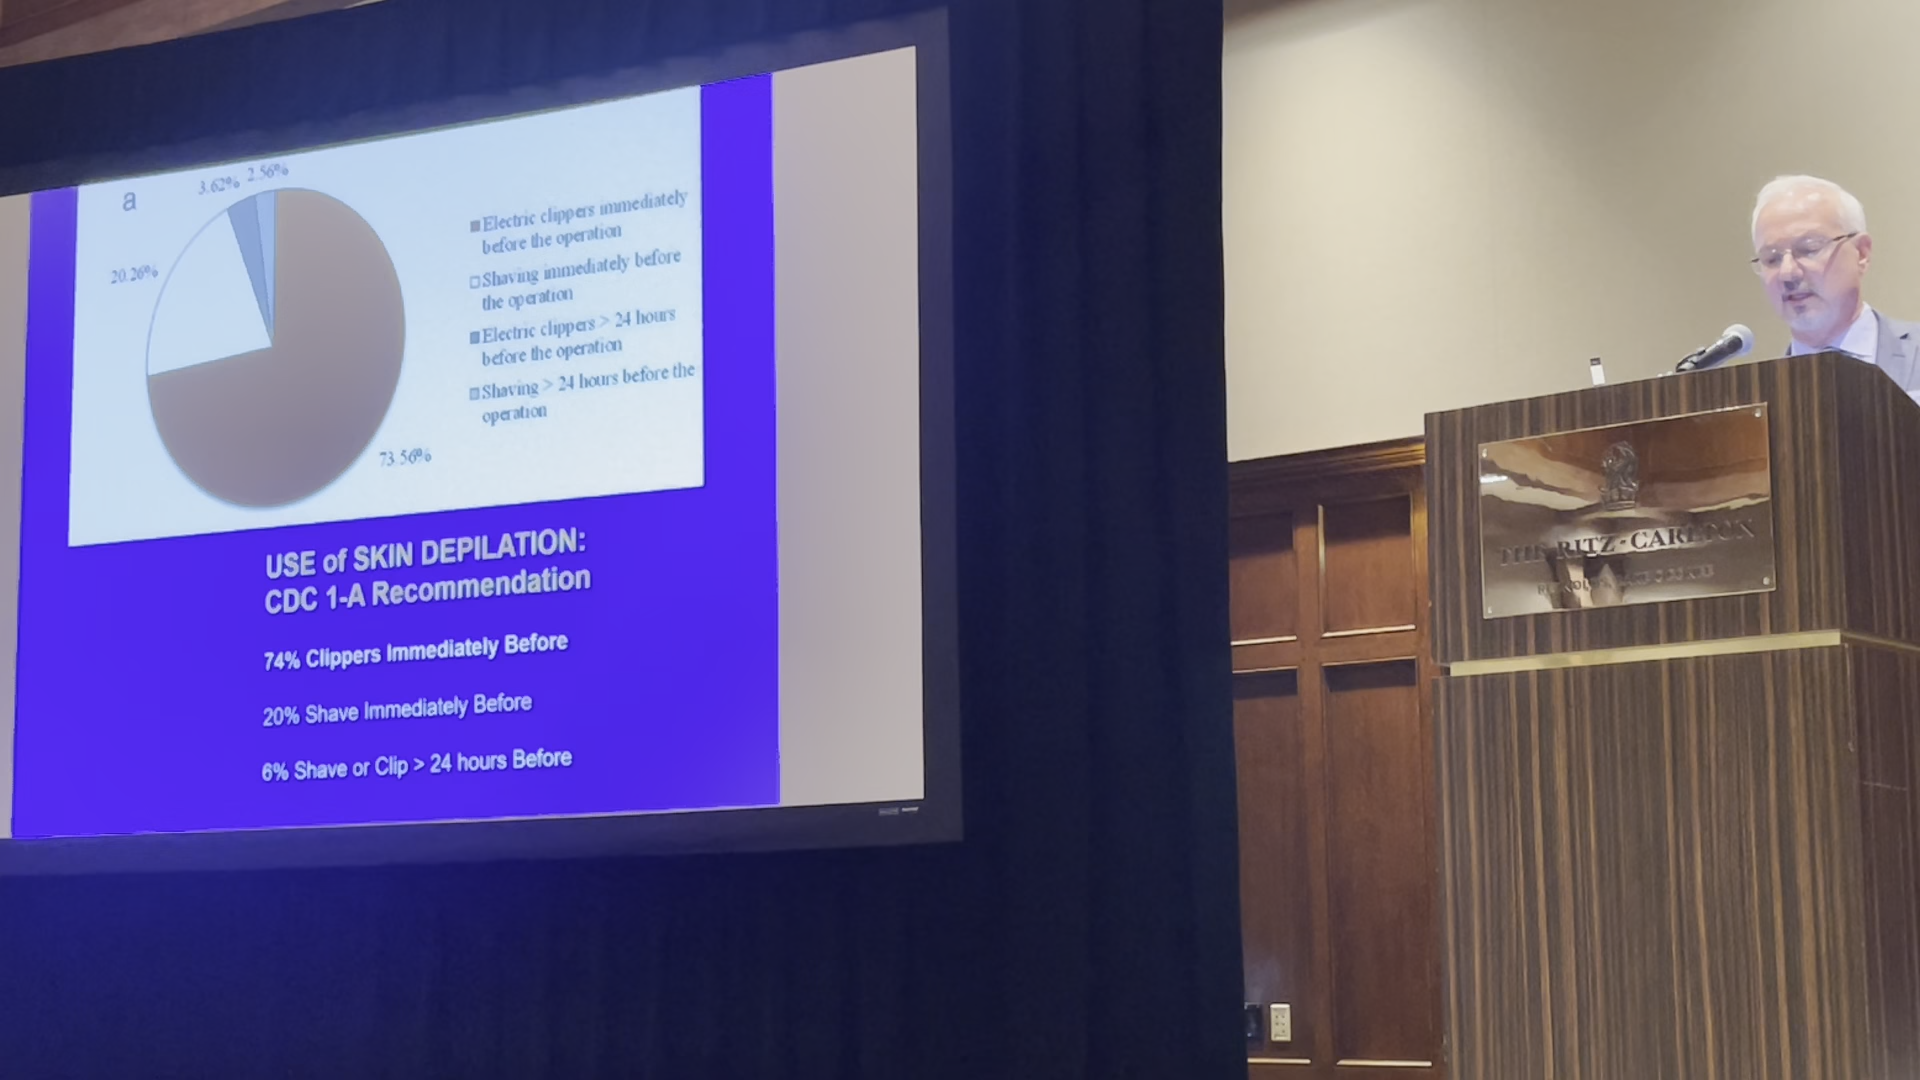 3.62% 2.56%
a
20.26%
73.56%
Electric clippers immediately
before the operation
Shaving immediately before
the operation
Electric clippers > 24 hours
before the operation
Shaving > 24 hours before the
operation
USE of SKIN DEPILATION:
CDC 1-A Recommendation
74% Clippers Immediately Before
20% Shave Immediately Before
6% Shave or Clip > 24 hours Before
THE RITZ-CARLTON